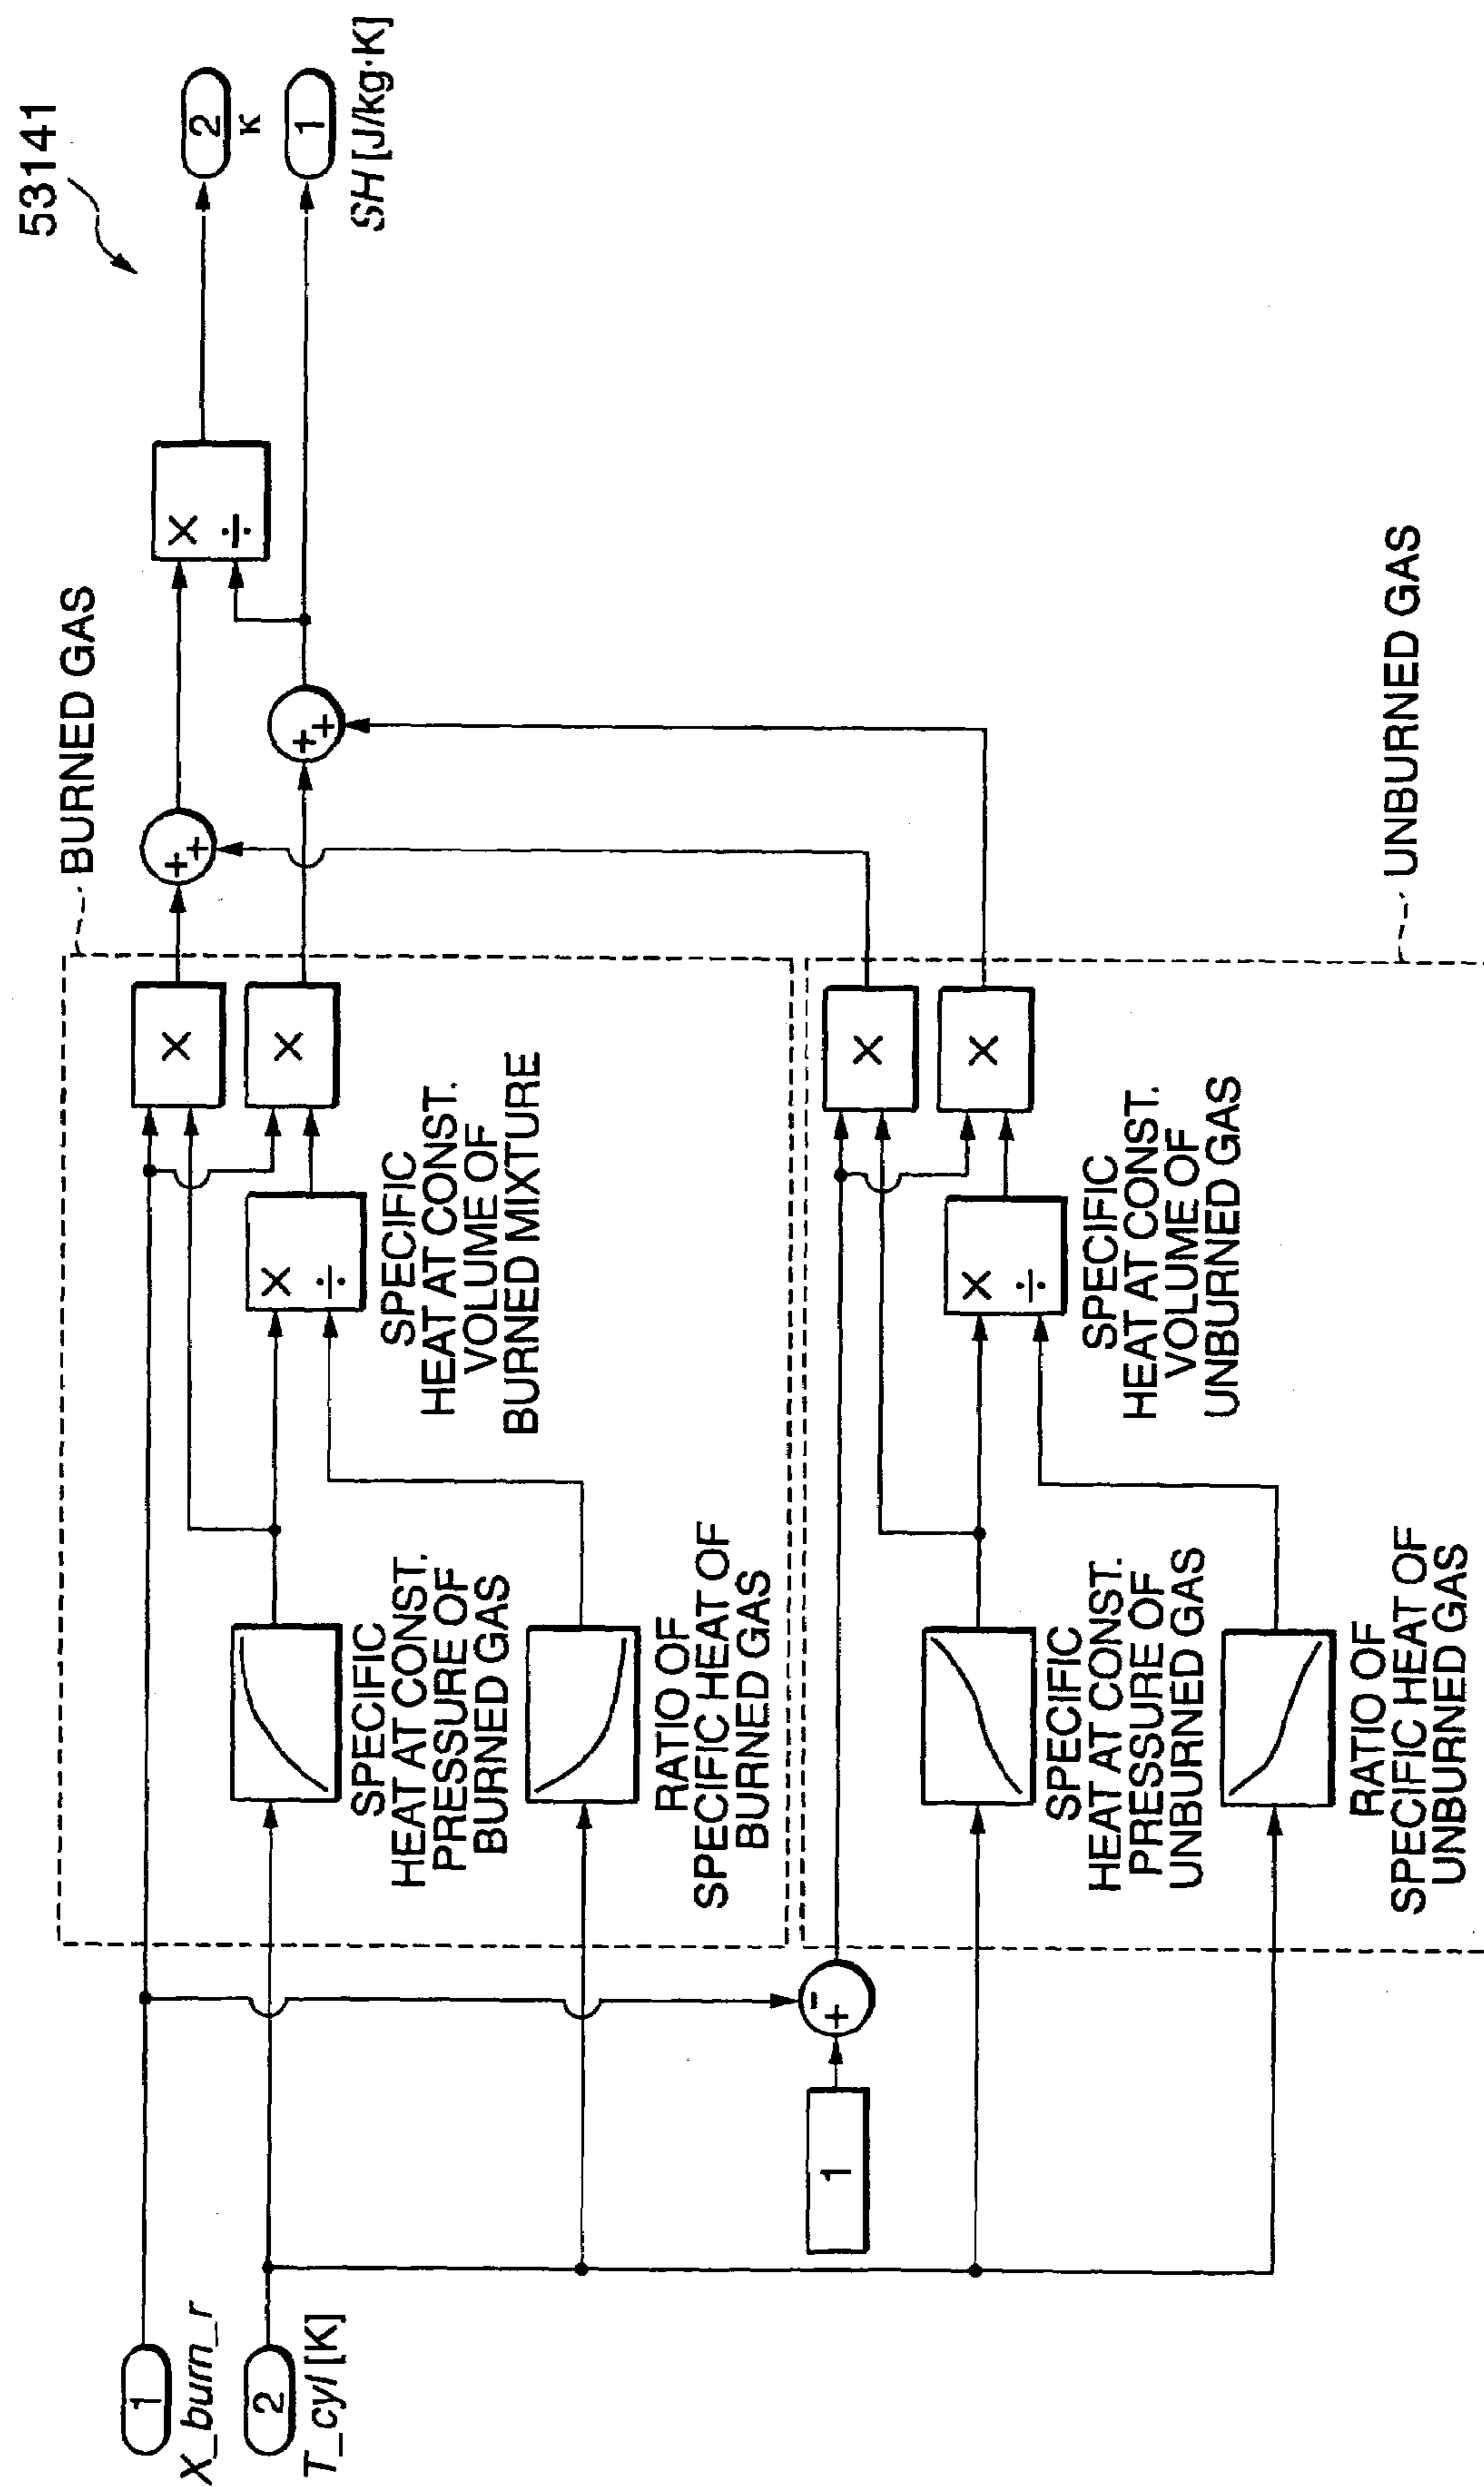 53141
2
κ
1
SH [J/kg·K]
×
÷
BURNED GAS
+
+
+
+
×
×
×
÷
SPECIFIC
HEAT AT CONST.
VOLUME OF
BURNED MIXTURE
SPECIFIC
HEAT AT CONST.
PRESSURE OF
BURNED GAS
RATIO OF
SPECIFIC HEAT OF
BURNED GAS
UNBURNED GAS
×
×
×
÷
SPECIFIC
HEAT AT CONST.
VOLUME OF
UNBURNED GAS
SPECIFIC
HEAT AT CONST.
PRESSURE OF
UNBURNED GAS
RATIO OF
SPECIFIC HEAT OF
UNBURNED GAS
-
+
1
1
X_burn_r
2
T_cyl [K]